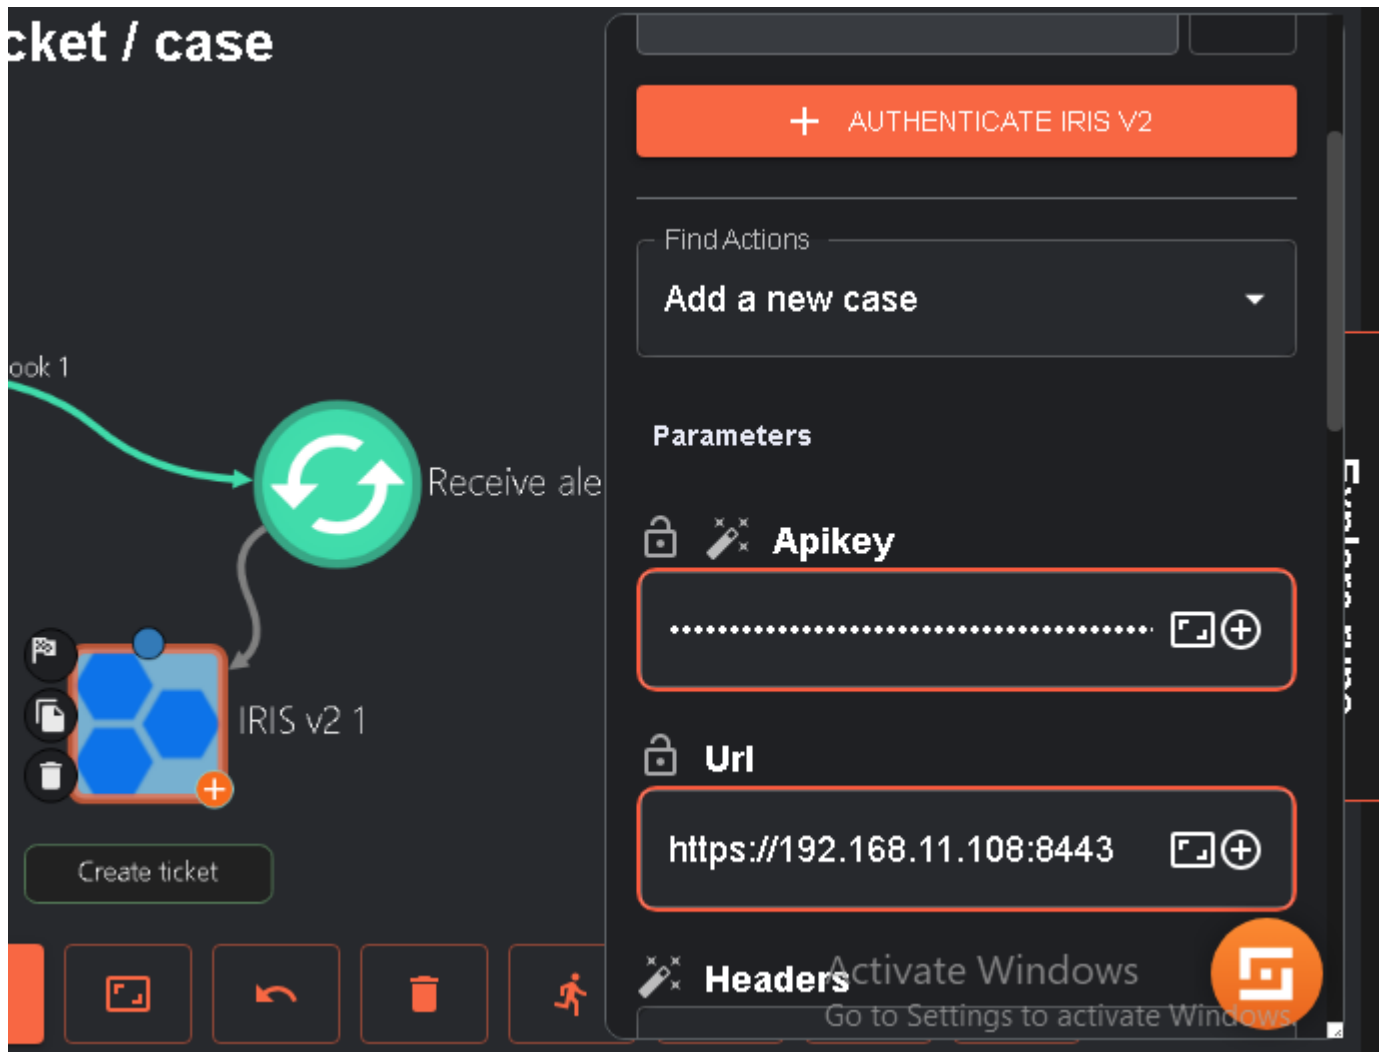 cket / case
AUTHENTICATE IRIS V2
Find Actions
Add a new case
ook 1
Parameters
Receive ale
Apikey
IRIS v2 1
Url
https://192.168.11.108:8443
Create ticket
Headers
Activate Windows
Go to Settings to activate Windows.